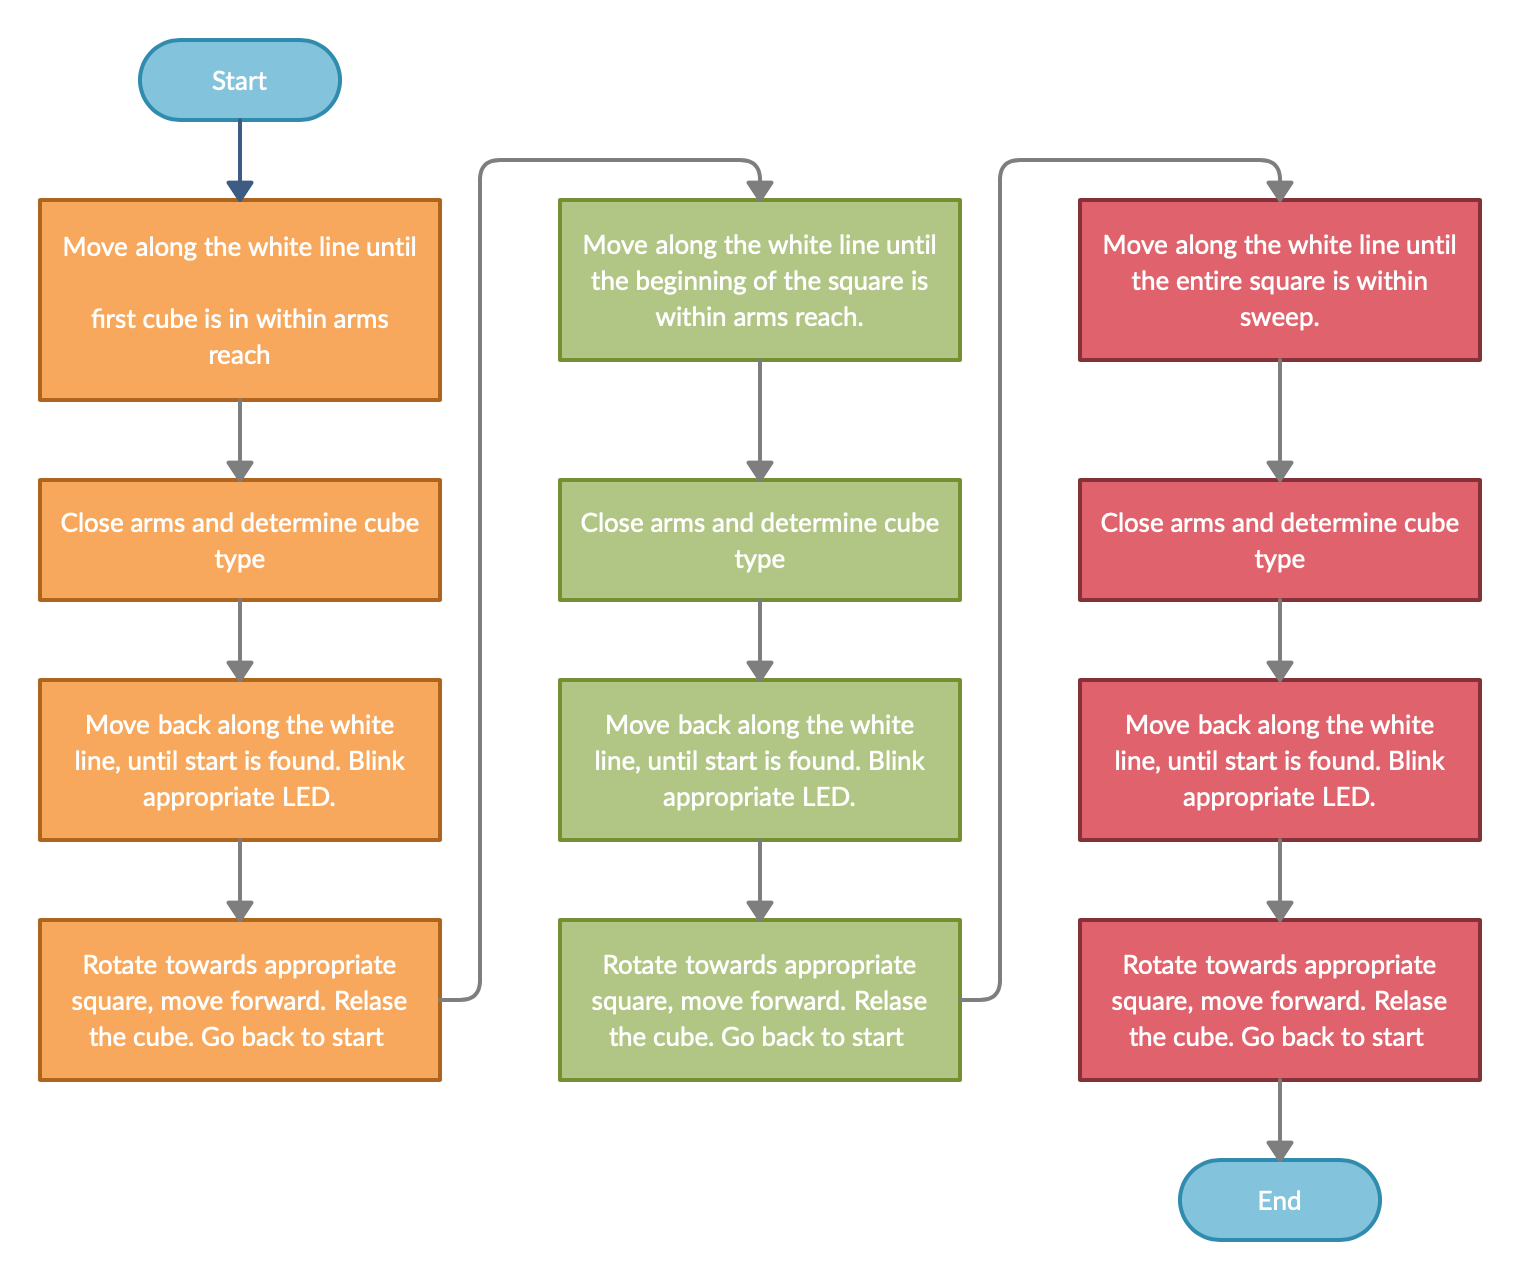 Start
Move along the white line until
first cube is in within arms
reach
Close arms and determine cube
type
Move back along the white
line, until start is found. Blink
appropriate LED.
Rotate towards appropriate
square, move forward. Relase
the cube. Go back to start
Move along the white line until
the beginning of the square is
within arms reach.
Close arms and determine cube
type
Move back along the white
line, until start is found. Blink
appropriate LED.
Rotate towards appropriate
square, move forward. Relase
the cube. Go back to start
Move along the white line until
the entire square is within
sweep.
Close arms and determine cube
type
Move back along the white
line, until start is found. Blink
appropriate LED.
Rotate towards appropriate
square, move forward. Relase
the cube. Go back to start
End